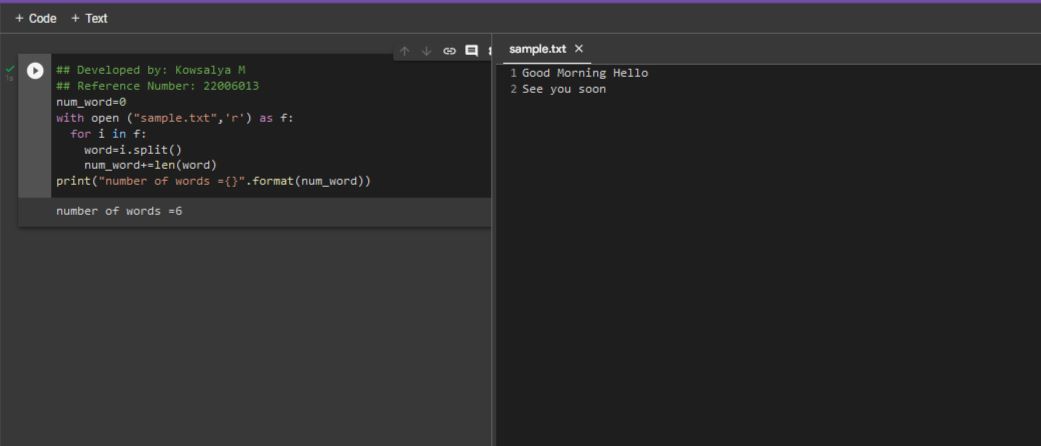 + Code + Text
1s
## Developed by: Kowsalya M
## Reference Number: 22006013
num_word=0
with open ("sample.txt",'r') as f:
  for i in f:
    word=i.split()
    num_word+=len(word)
print("number of words ={}".format(num_word))
number of words =6
sample.txt ×
1 Good Morning Hello
2 See you soon